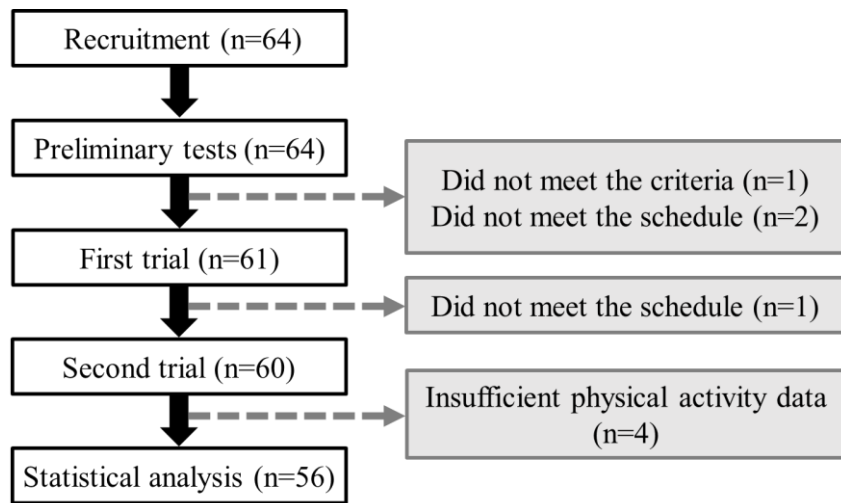 Recruitment (n=64)
Preliminary tests (n=64)
Did not meet the criteria (n=1)
Did not meet the schedule (n=2)
First trial (n=61)
Did not meet the schedule (n=1)
Second trial (n=60)
Insufficient physical activity data
(n=4)
Statistical analysis (n=56)